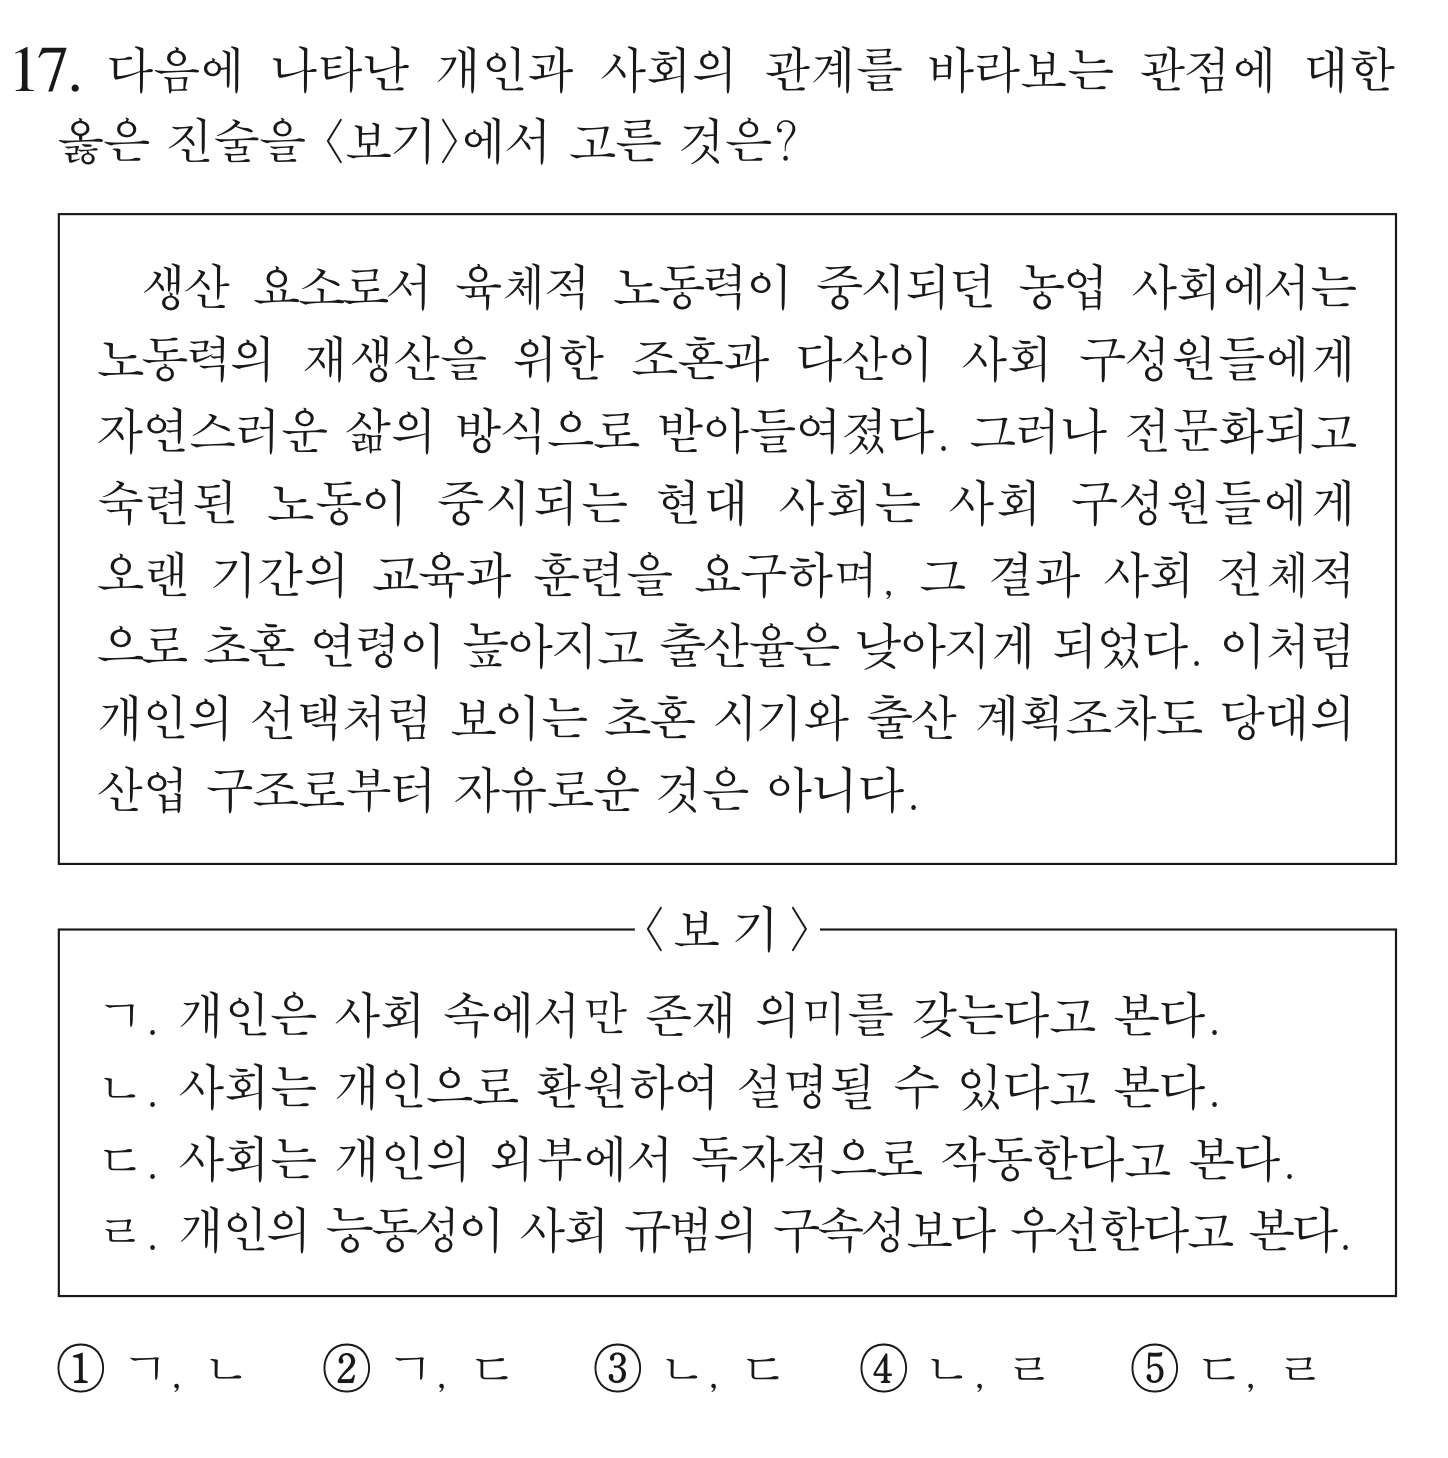 17. 다음에 나타난 개인과 사회의 관계를 바라보는 관점에 대한
옳은 진술을 〈보기〉에서 고른 것은?
생산 요소로서 육체적 노동력이 중시되던 농업 사회에서는
노동력의 재생산을 위한 조혼과 다산이 사회 구성원들에게
자연스러운 삶의 방식으로 받아들여졌다. 그러나 전문화되고
숙련된 노동이 중시되는 현대 사회는 사회 구성원들에게
오랜 기간의 교육과 훈련을 요구하며, 그 결과 사회 전체적
으로 초혼 연령이 높아지고 출산율은 낮아지게 되었다. 이처럼
개인의 선택처럼 보이는 초혼 시기와 출산 계획조차도 당대의
산업 구조로부터 자유로운 것은 아니다.
〈보 기〉
ㄱ. 개인은 사회 속에서만 존재 의미를 갖는다고 본다.
ㄴ. 사회는 개인으로 환원하여 설명될 수 있다고 본다.
ㄷ. 사회는 개인의 외부에서 독자적으로 작동한다고 본다.
ㄹ. 개인의 능동성이 사회 규범의 구속성보다 우선한다고 본다.
① ㄱ, ㄴ ② ㄱ, ㄷ ③ ㄴ, ㄷ ④ ㄴ, ㄹ ⑤ ㄷ, ㄹ